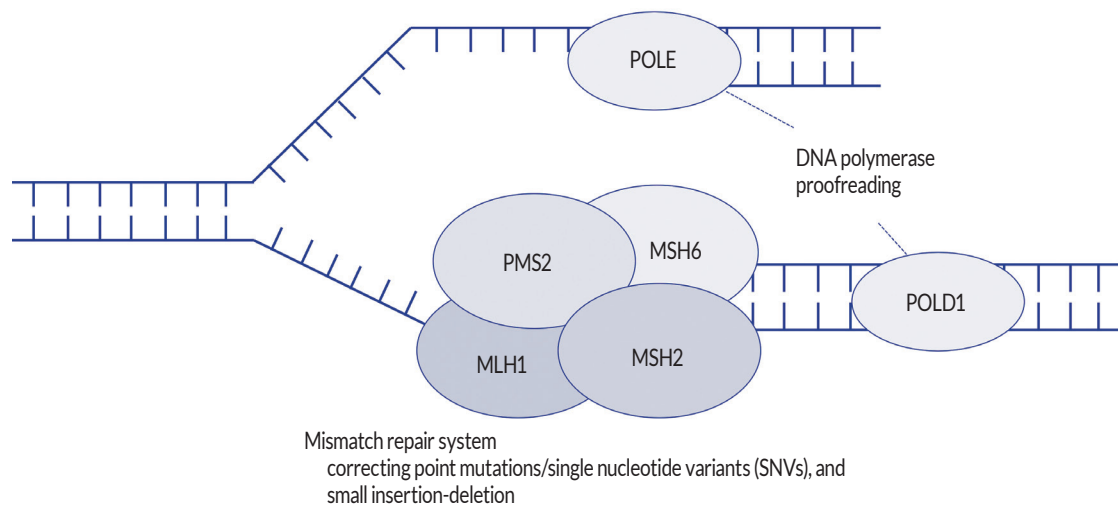 POLE
DNA polymerase
proofreading
PMS2
MSH6
POLD1
MLH1
MSH2
Mismatch repair system
correcting point mutations/single nucleotide variants (SNVs), and
small insertion-deletion